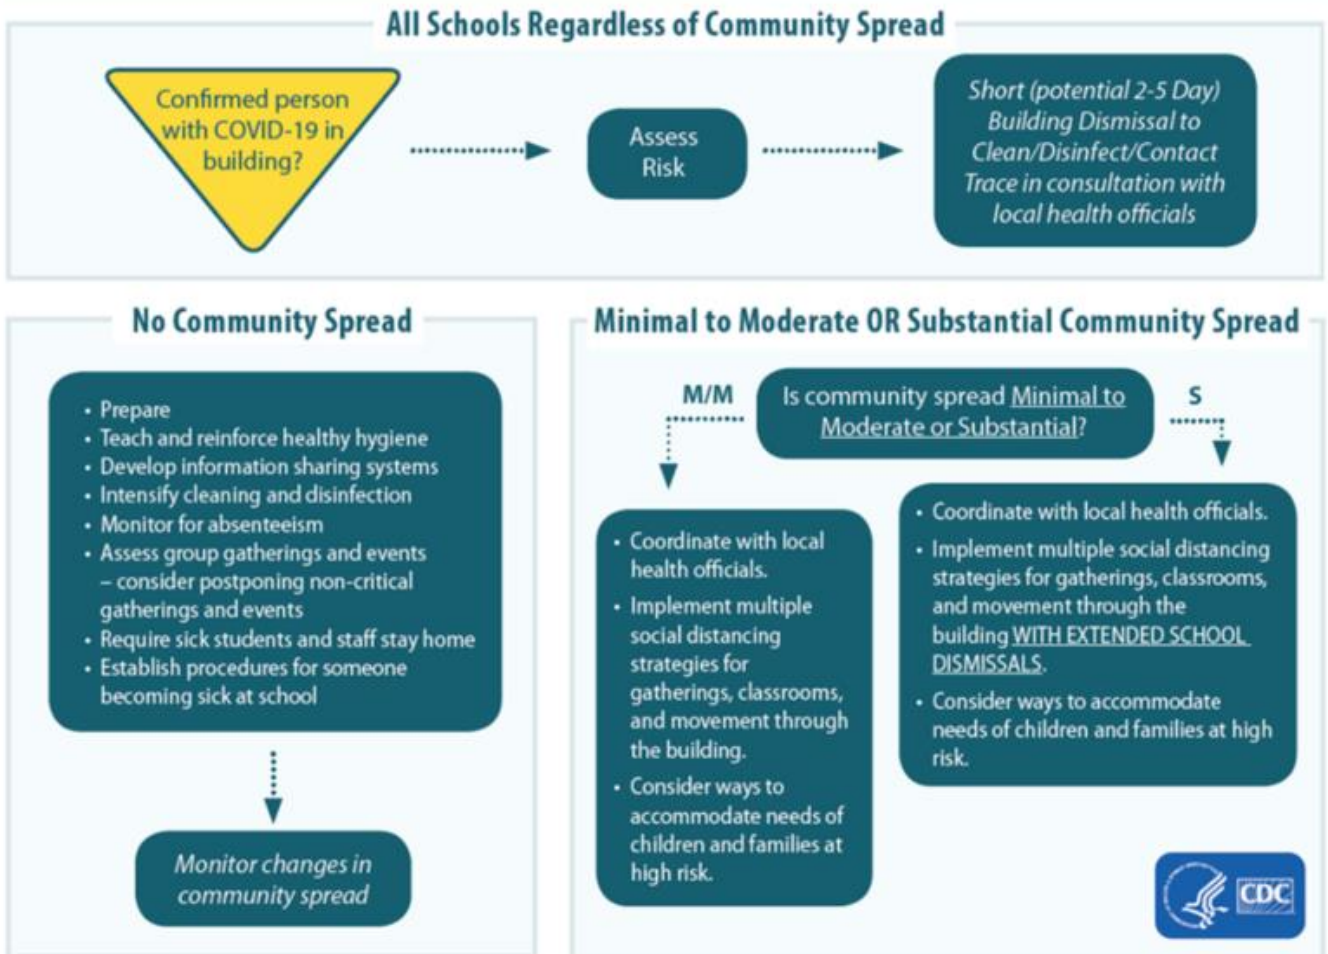 All Schools Regardless of Community Spread
Confirmed person
with COVID-19 in
building?
Assess
Risk
Short (potential 2-5 Day)
Building Dismissal to
Clean/Disinfect/Contact
Trace in consultation with
local health officials
No Community Spread
• Prepare
• Teach and reinforce healthy hygiene
• Develop information sharing systems
• Intensify cleaning and disinfection
• Monitor for absenteeism
• Assess group gatherings and events
– consider postponing non-critical
gatherings and events
• Require sick students and staff stay home
• Establish procedures for someone
becoming sick at school
Monitor changes in
community spread
Minimal to Moderate OR Substantial Community Spread
M/M
Is community spread Minimal to
Moderate or Substantial?
S
• Coordinate with local
health officials.
• Implement multiple
social distancing
strategies for
gatherings, classrooms,
and movement through
the building.
• Consider ways to
accommodate needs of
children and families at
high risk.
• Coordinate with local health officials.
• Implement multiple social distancing
strategies for gatherings, classrooms,
and movement through the
building WITH EXTENDED SCHOOL
DISMISSALS.
• Consider ways to accommodate
needs of children and families at high
risk.
CDC